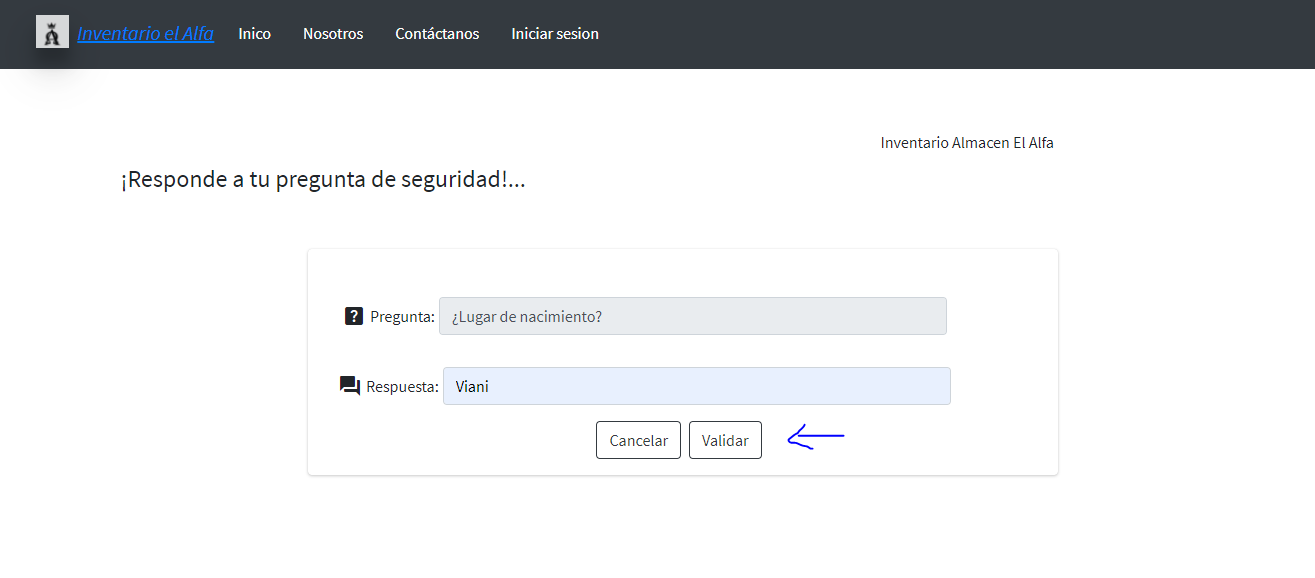 Inventario el Alfa Inico Nosotros Contáctanos Iniciar sesion
Inventario Almacen El Alfa
¡Responde a tu pregunta de seguridad!...
Pregunta: ¿Lugar de nacimiento?
Respuesta: Viani
Cancelar Validar